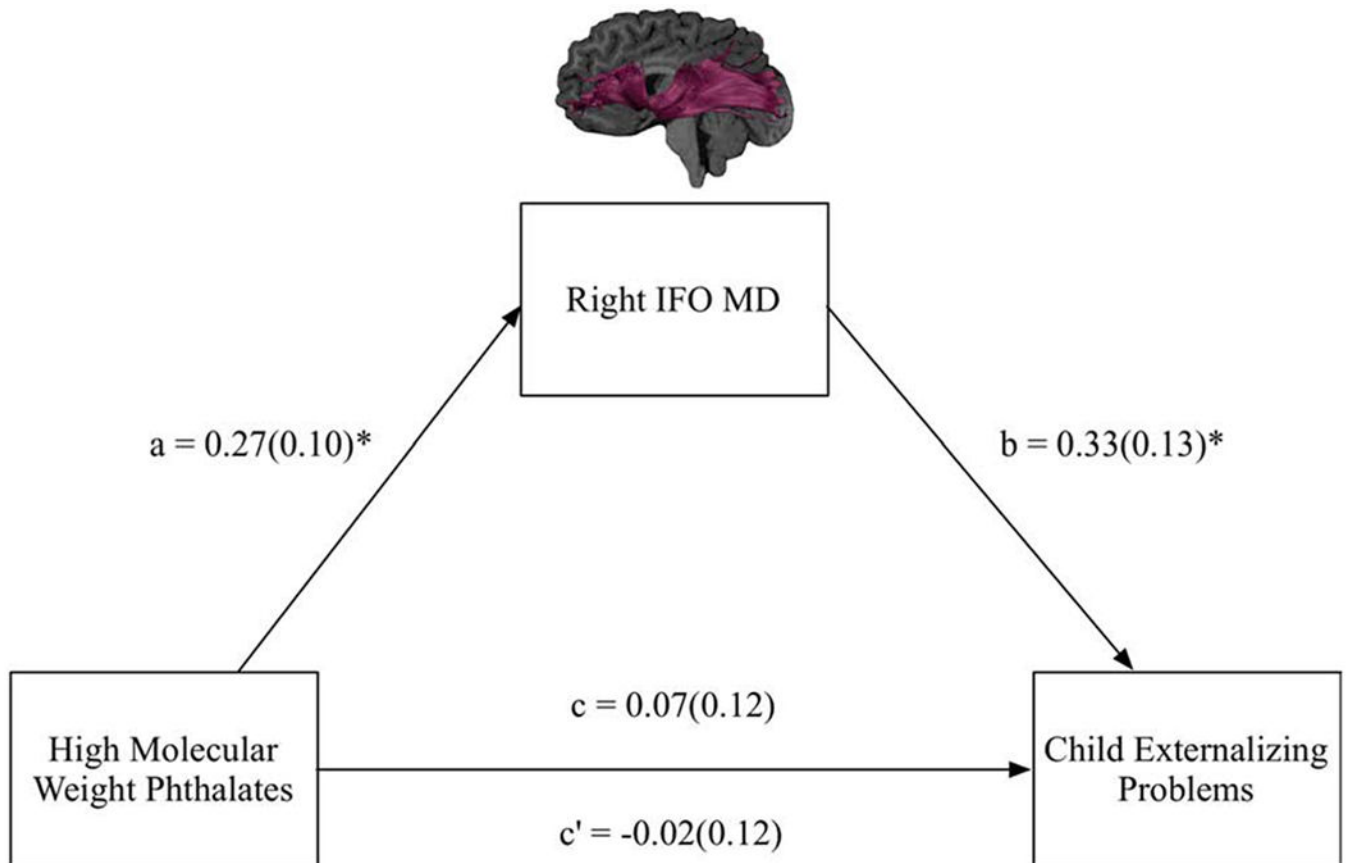 Right IFO MD
a = 0.27(0.10)*
b = 0.33(0.13)*
c = 0.07(0.12)
High Molecular
Weight Phthalates
Child Externalizing
Problems
c' = -0.02(0.12)